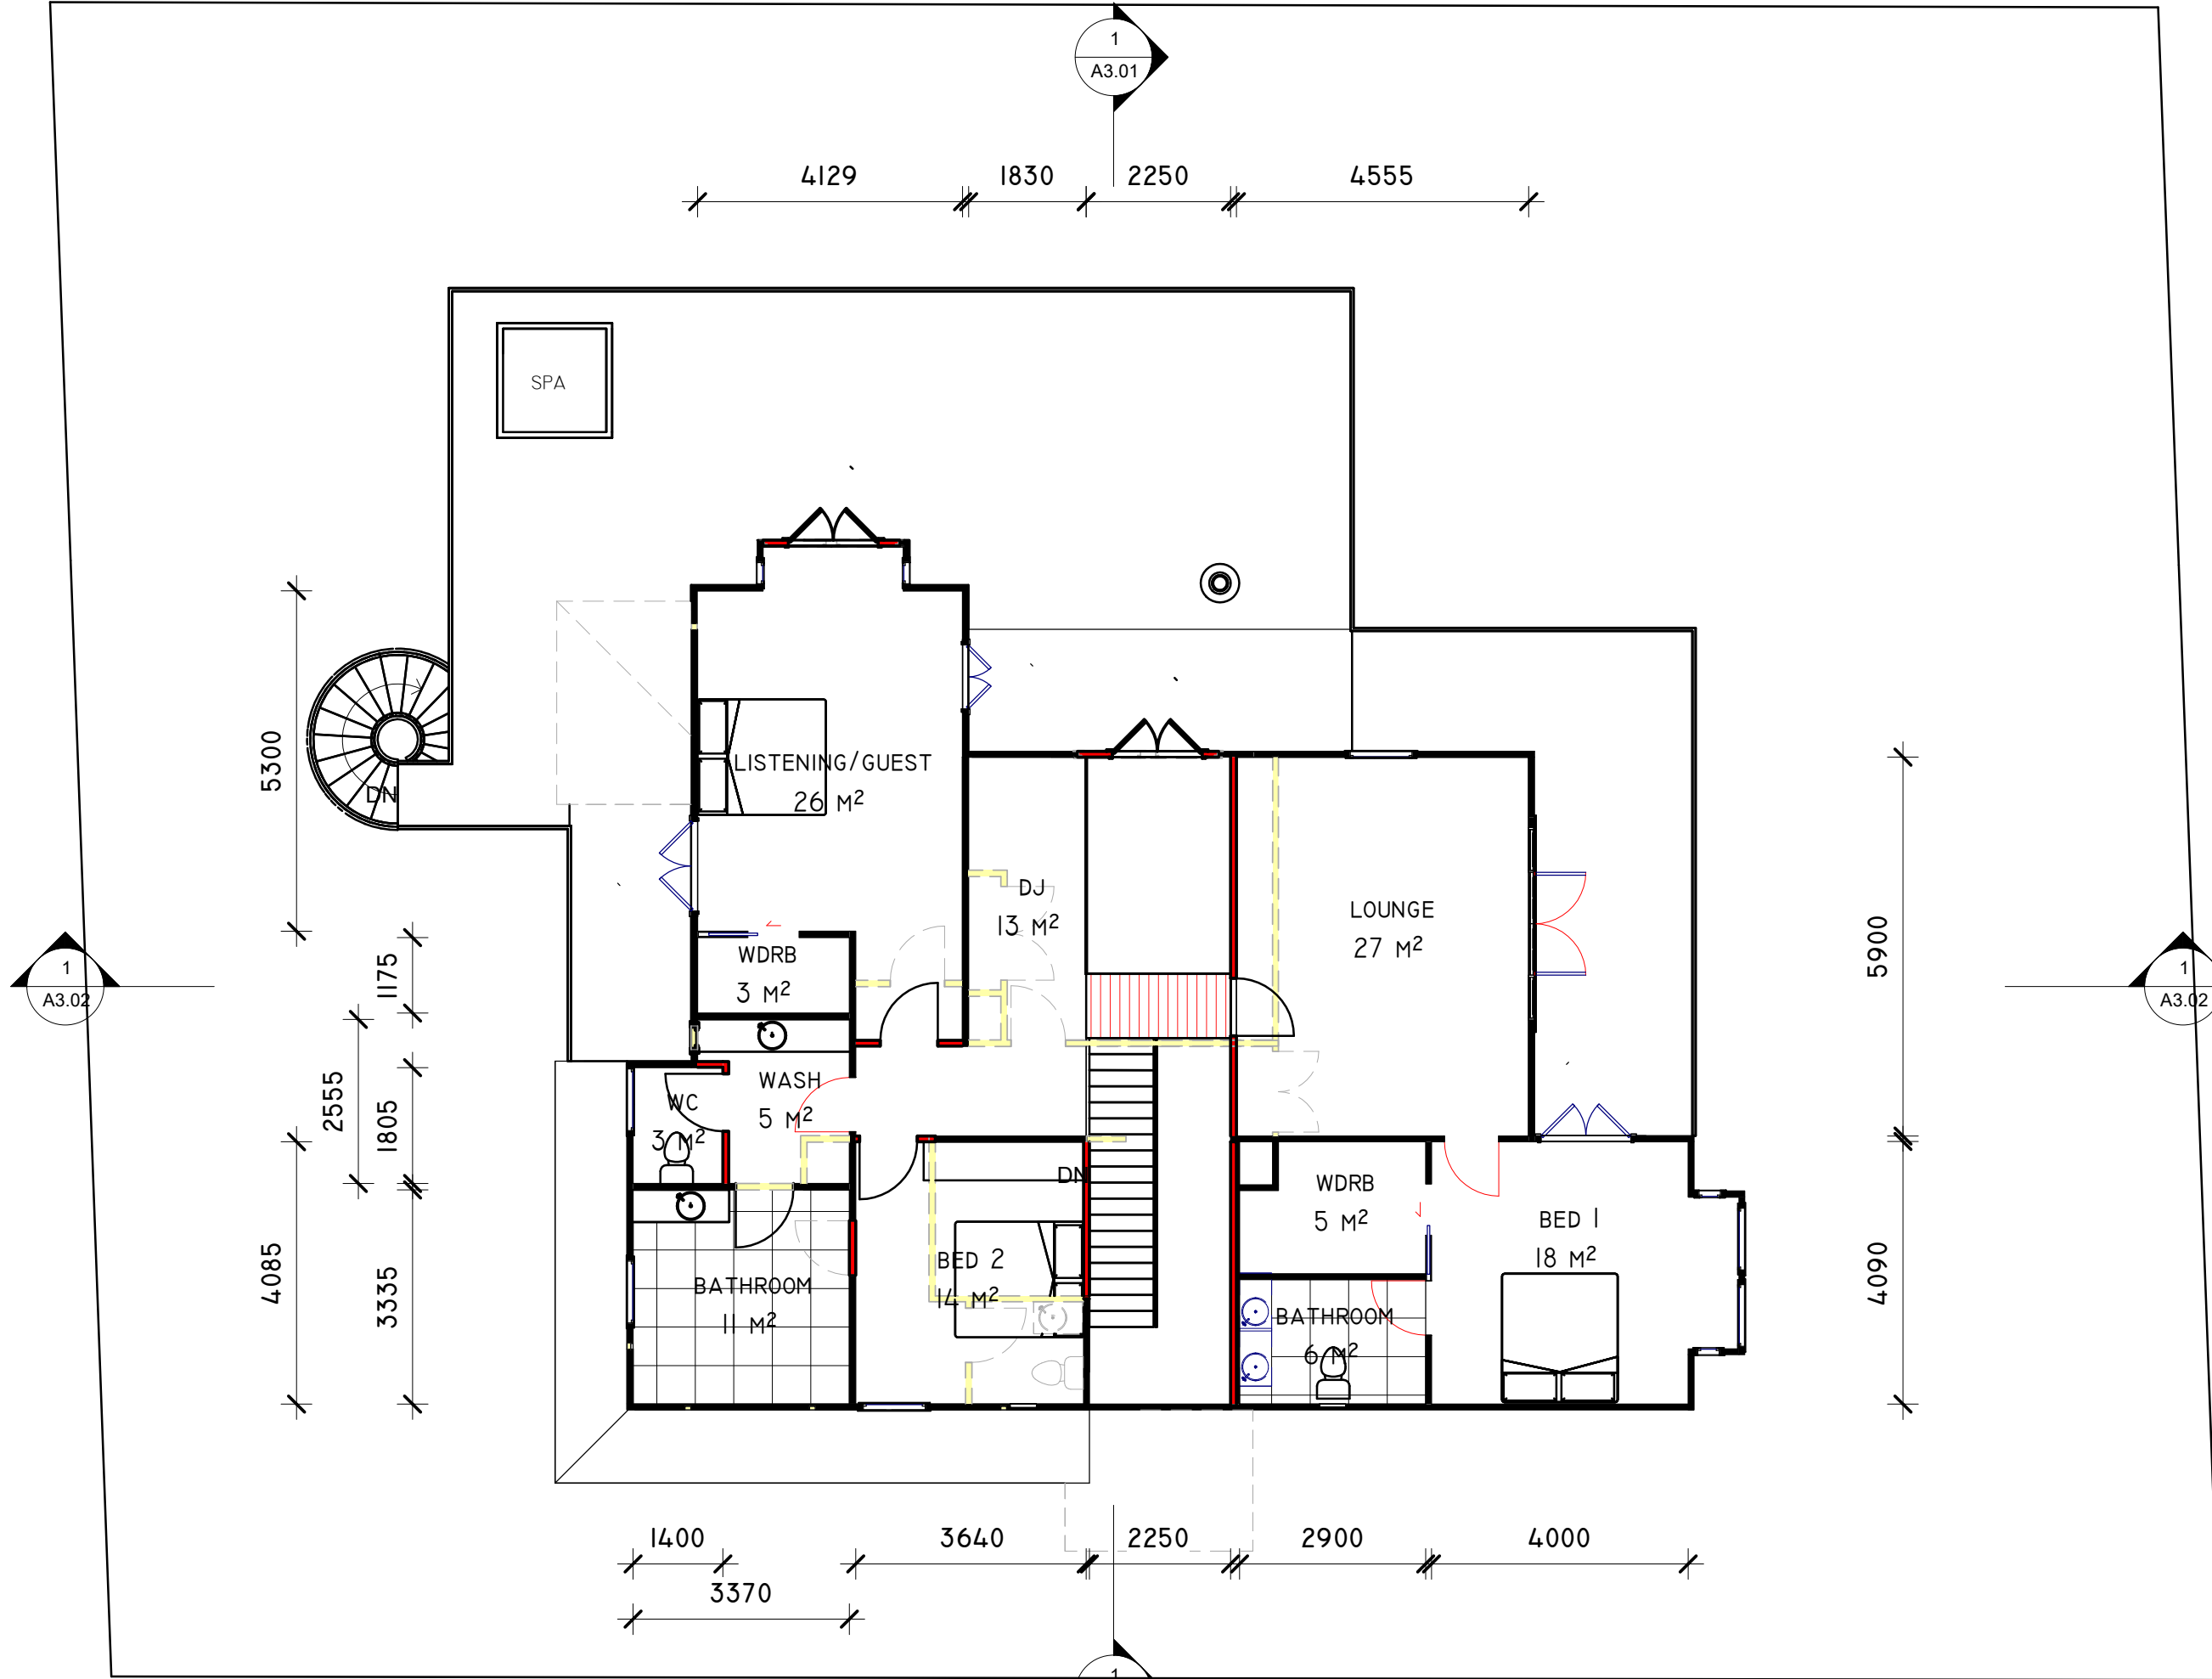 1
A3.01
4129 1830 2250 4555
SPA
5300
DN
LISTENING/GUEST
26 M²
DJ
13 M²
LOUNGE
27 M²
5900
1
A3.02
1175
WDRB
3 M²
1
A3.02
2555
1805
WC
3 M²
WASH
5 M²
DN
WDRB
5 M²
BED 1
18 M²
4085
3335
BATHROOM
11 M²
BED 2
14 M²
BATHROOM
6 M²
4090
1400 3640 2250 2900 4000
3370
1